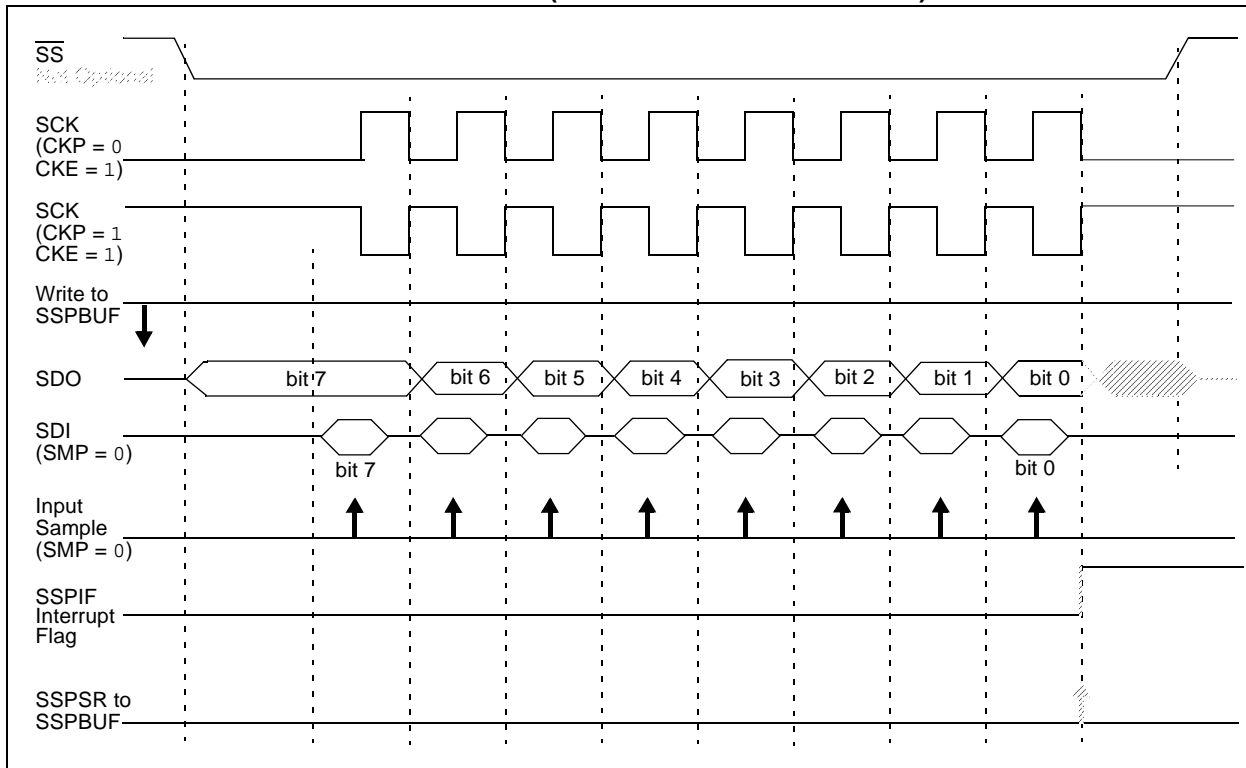 SS
Not Optional
SCK
(CKP = 0
CKE = 1)
SCK
(CKP = 1
CKE = 1)
Write to
SSPBUF
SDO
bit 7
bit 6
bit 5
bit 4
bit 3
bit 2
bit 1
bit 0
SDI
(SMP = 0)
bit 7
bit 0
Input
Sample
(SMP = 0)
SSPIF
Interrupt
Flag
SSPSR to
SSPBUF